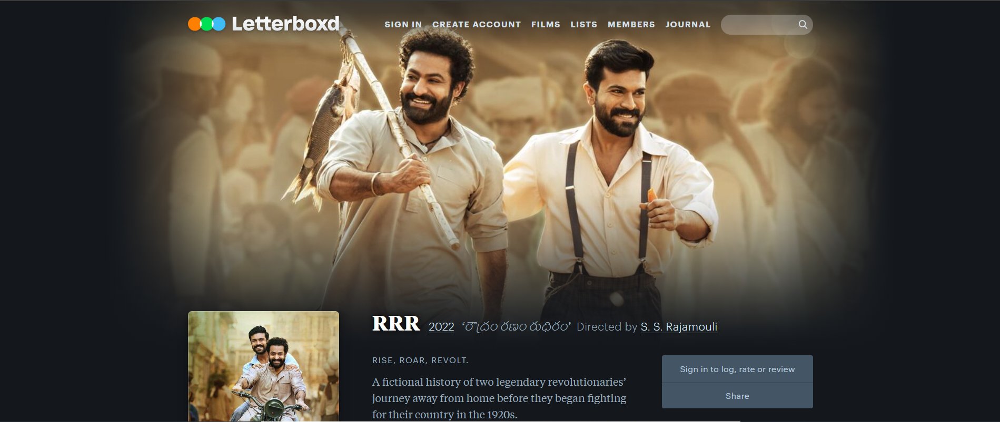 Letterboxd
SIGN IN CREATE ACCOUNT FILMS LISTS MEMBERS JOURNAL
RRR 2022 ‘రౌద్రం రణం రుధిరం’ Directed by S. S. Rajamouli
RISE, ROAR, REVOLT.
Sign in to log, rate or review
A fictional history of two legendary revolutionaries’
journey away from home before they began fighting
for their country in the 1920s.
Share